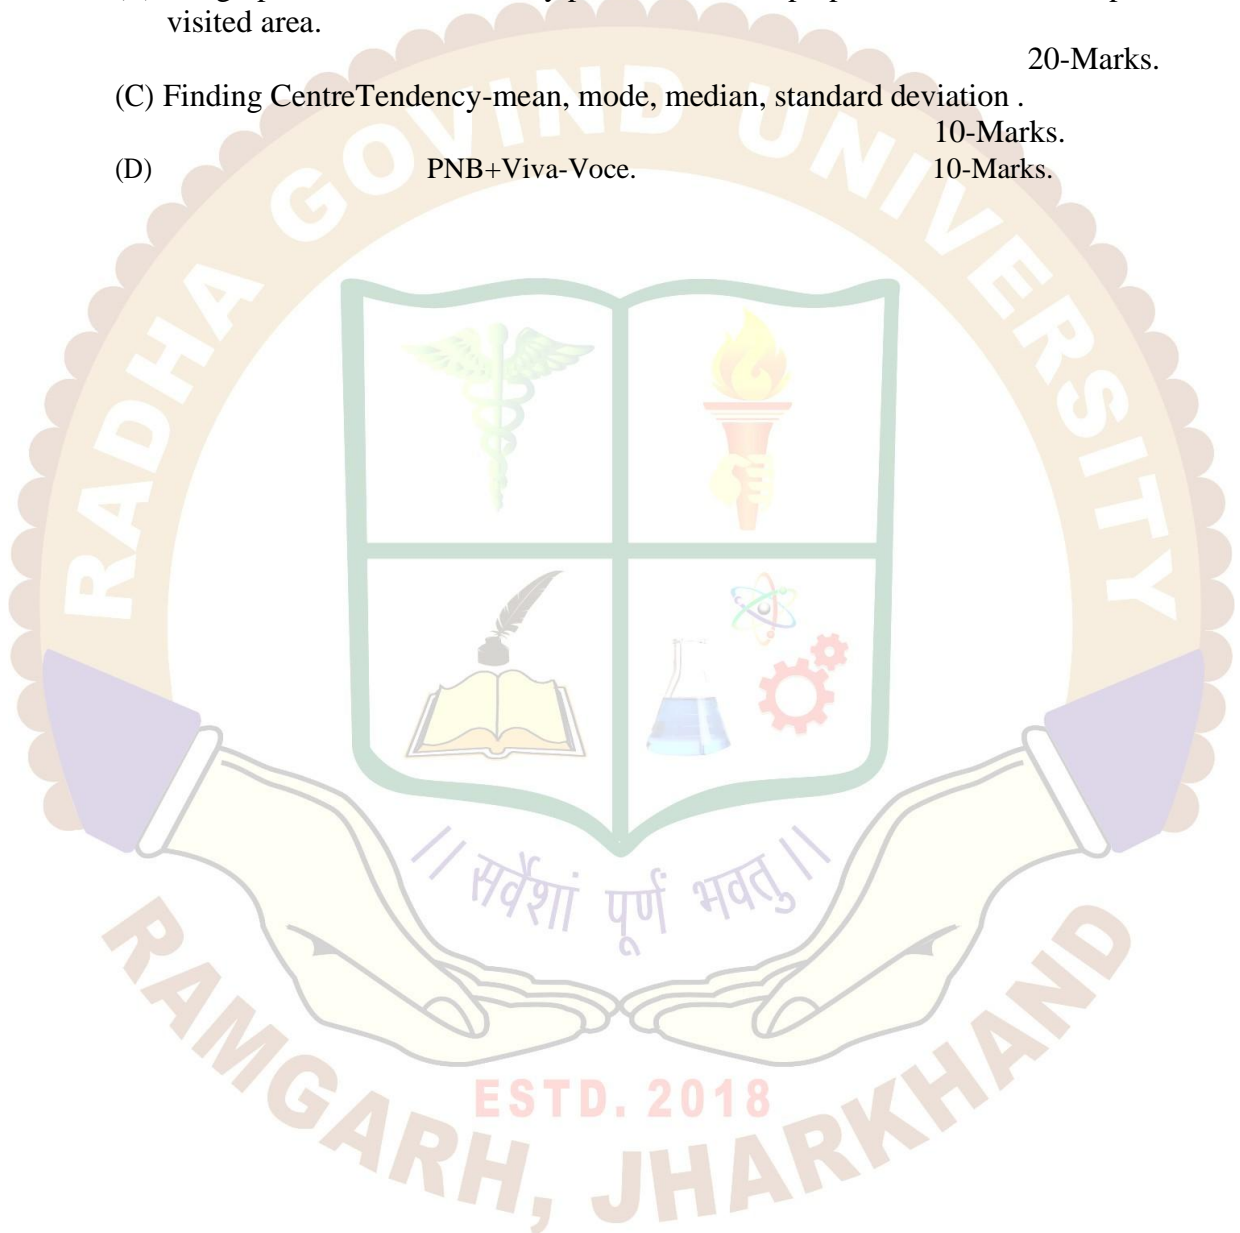 visited area.
20-Marks.
(C) Finding CentreTendency-mean, mode, median, standard deviation .
10-Marks.
(D) PNB+Viva-Voce. 10-Marks.
RADHA GOVIND UNIVERSITY
|| सर्वेशां पूर्ण भवतु ||
ESTD. 2018
RAMGARH, JHARKHAND